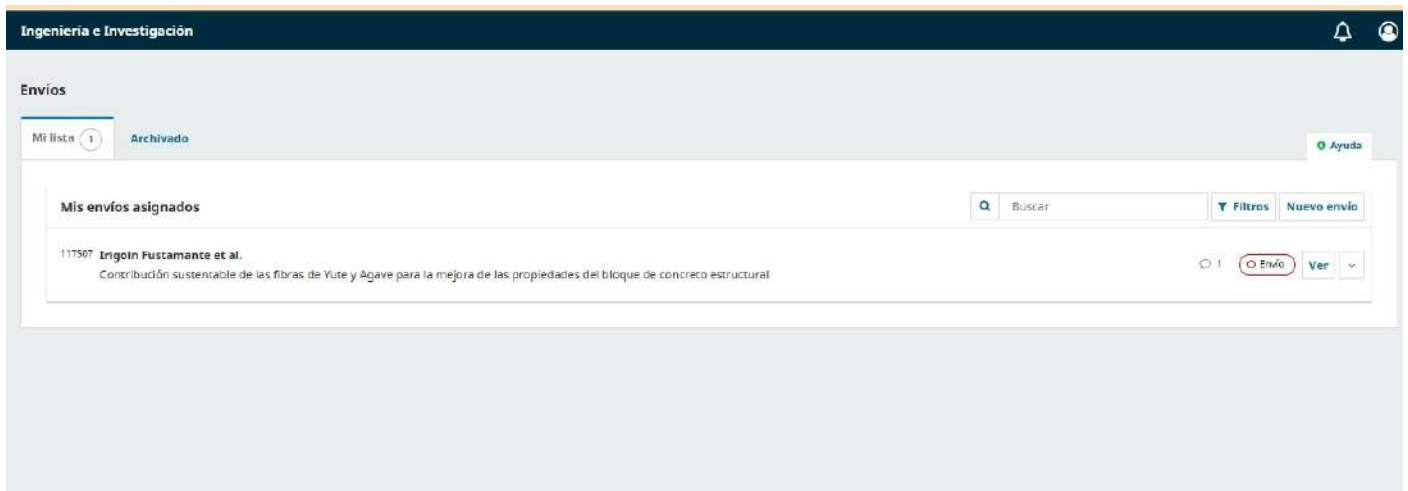 Ingeniería e Investigación
Envíos
Mi lista 1 Archivado
Ayuda
Mis envíos asignados Buscar Filtros Nuevo envío
117507 Irigoin Fustamante et al.
Contribución sustentable de las fibras de Yute y Agave para la mejora de las propiedades del bloque de concreto estructural
1 Envío Ver